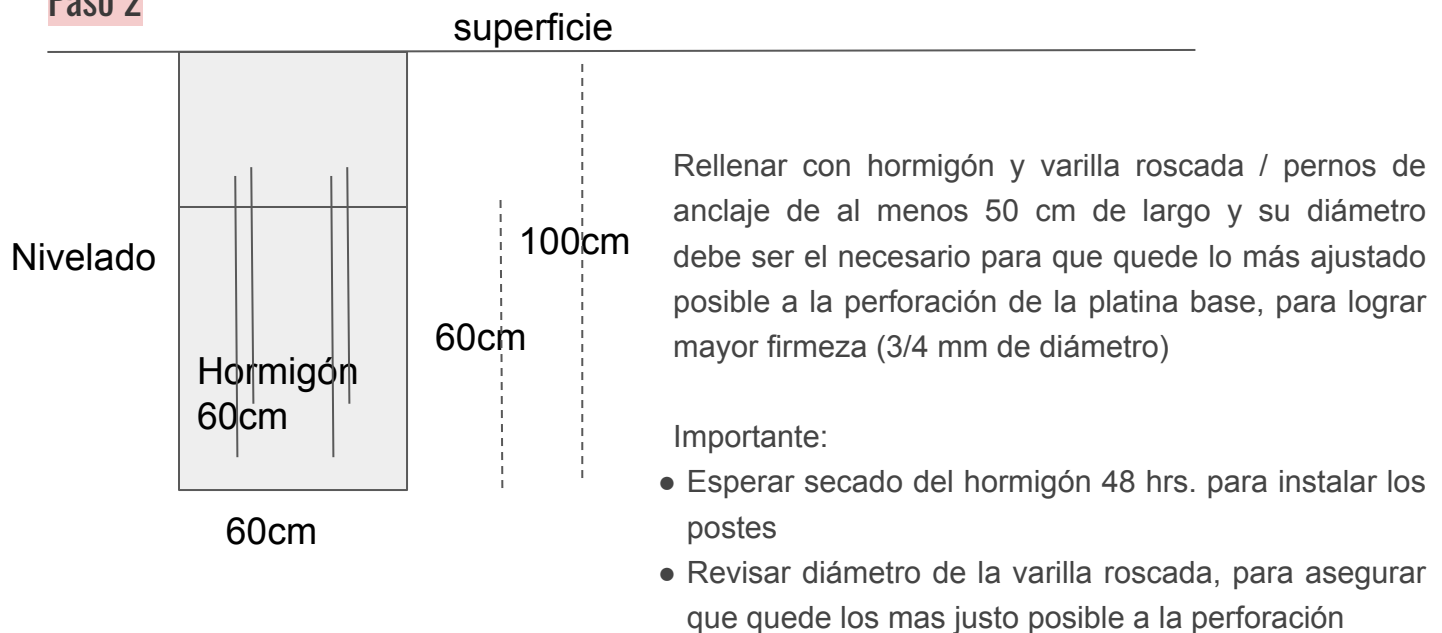 Paso 2
superficie
Nivelado
100cm
60cm
Hormigón
60cm
60cm
Rellenar con hormigón y varilla roscada / pernos de
anclaje de al menos 50 cm de largo y su diámetro
debe ser el necesario para que quede lo más ajustado
posible a la perforación de la platina base, para lograr
mayor firmeza (3/4 mm de diámetro)
Importante:
● Esperar secado del hormigón 48 hrs. para instalar los
postes
● Revisar diámetro de la varilla roscada, para asegurar
que quede los mas justo posible a la perforación